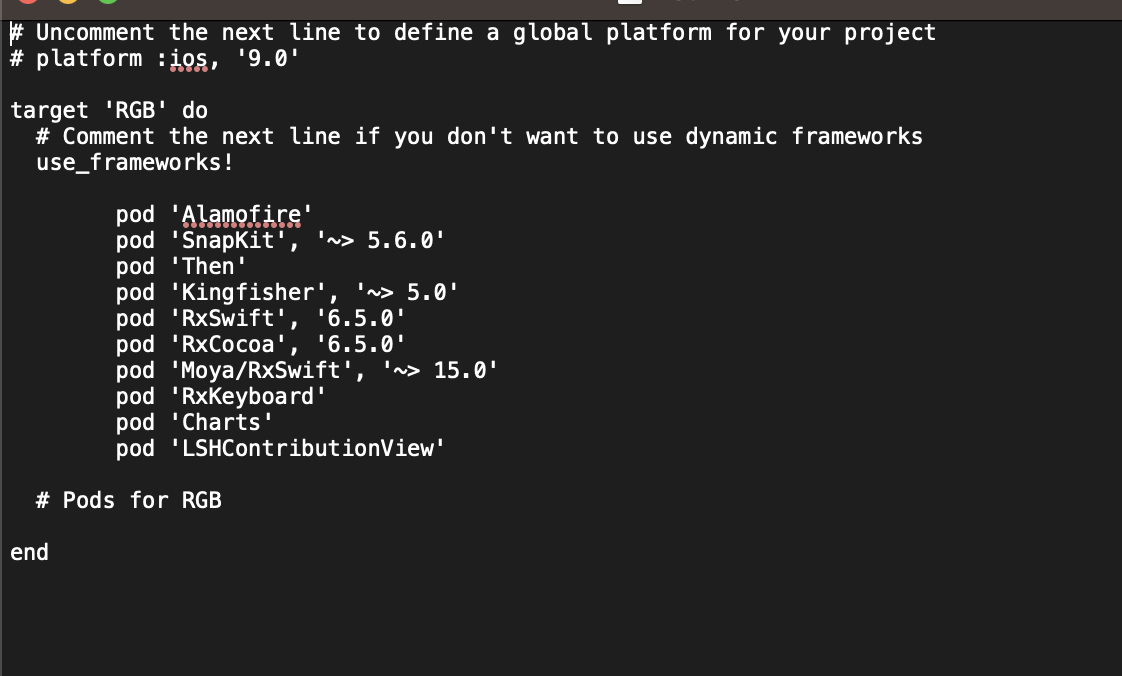 # Uncomment the next line to define a global platform for your project
# platform :ios, '9.0'
target 'RGB' do
# Comment the next line if you don't want to use dynamic frameworks
use_frameworks!
pod 'Alamofire'
pod 'SnapKit', '~> 5.6.0'
pod 'Then'
pod 'Kingfisher', '~> 5.0'
pod 'RxSwift', '6.5.0'
pod 'RxCocoa', '6.5.0'
pod 'Moya/RxSwift', '~> 15.0'
pod 'RxKeyboard'
pod 'Charts'
pod 'LSHContributionView'
# Pods for RGB
end